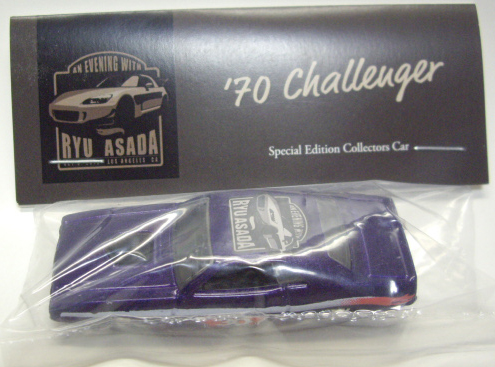 AN EVENING WITH
RYU ASADA
LOS ANGELES CA
'70 Challenger
Special Edition Collectors Car
RYU ASADA